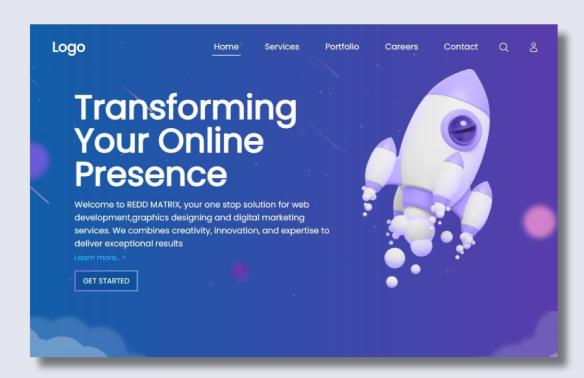 Logo
Home
Services
Portfolio
Careers
Contact
Transforming
Your Online
Presence
Welcome to REDD MATRIX, your one stop solution for web
development,graphics designing and digital marketing
services. We combines creativity, innovation, and expertise to
deliver exceptional results
Learn more.. >
GET STARTED